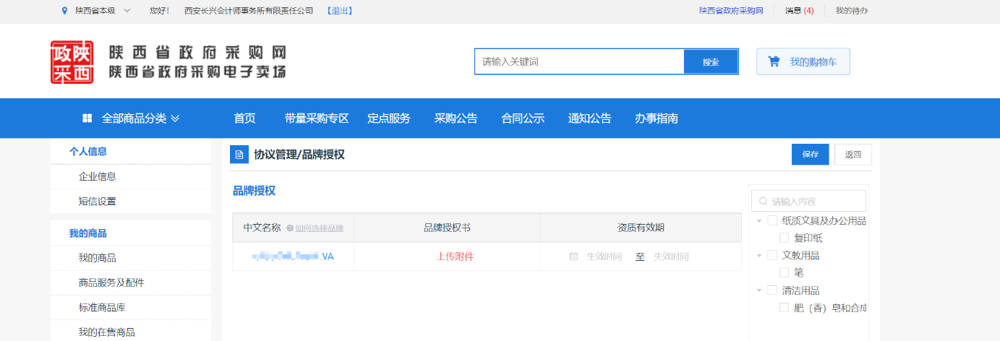 陕西省本级 您好！ 西安长兴会计师事务所有限责任公司 【退出】 陕西省政府采购网 消息 (4) 我的待办
政陕
采西
陕西省政府采购网
陕西省政府采购电子卖场
请输入关键词 搜索 我的购物车
全部商品分类 首页 带量采购专区 定点服务 采购公告 合同公示 通知公告 办事指南
个人信息
企业信息
短信设置
我的商品
我的商品
商品服务及配件
标准商品库
我的在售商品
协议管理/品牌授权 保存 返回
品牌授权
中文名称 ?如何选择品牌 品牌授权书 资质有效期
VA 上传附件 生效时间 至 失效时间
请输入内容
纸质文具及办公用品
复印纸
文教用品
笔
清洁用品
肥（香）皂和合成